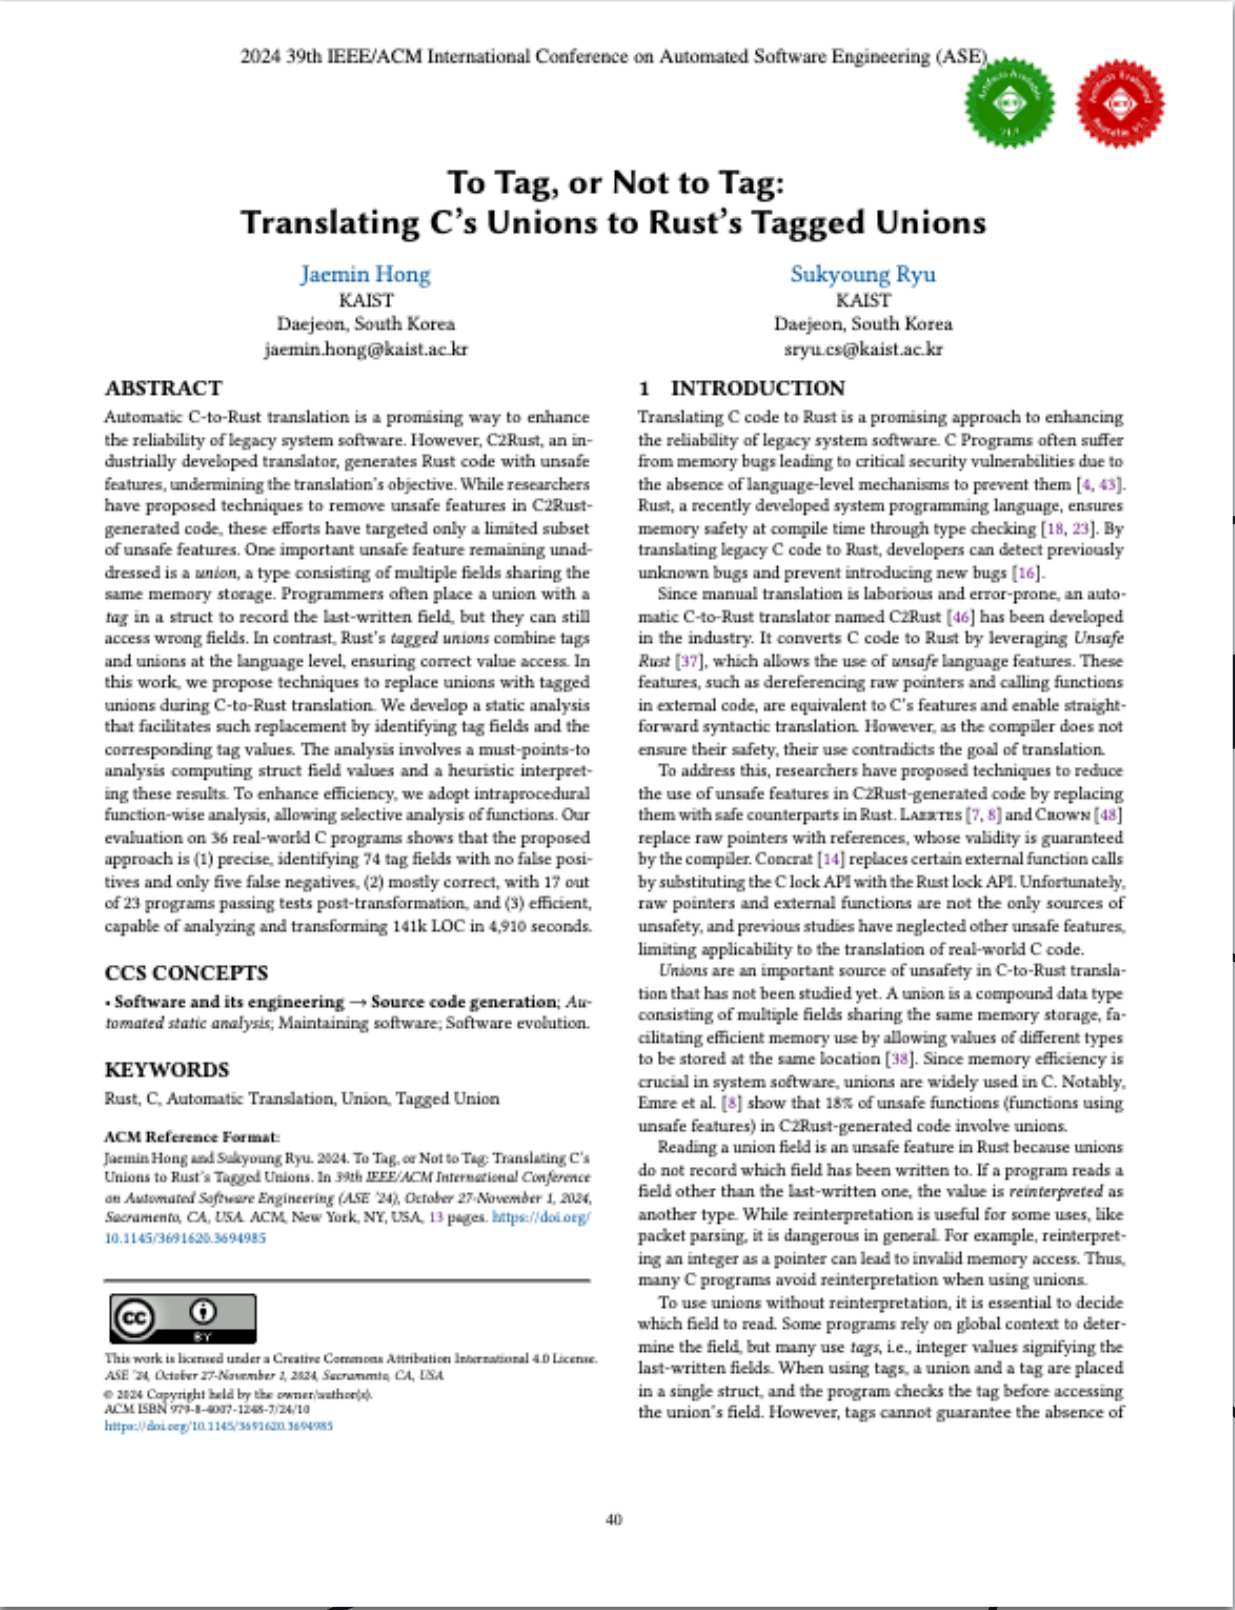 2024 39th IEEE/ACM International Conference on Automated Software Engineering (ASE)
To Tag, or Not to Tag:
Translating C's Unions to Rust's Tagged Unions
Jaemin Hong
KAIST
Daejeon, South Korea
jaemin.hong@kaist.ac.kr
Sukyoung Ryu
KAIST
Daejeon, South Korea
sryu.cs@kaist.ac.kr
ABSTRACT
Automatic C-to-Rust translation is a promising way to enhance
the reliability of legacy system software. However, C2Rust, an in-
dustrially developed translator, generates Rust code with unsafe
features, undermining the translation's objective. While researchers
have proposed techniques to remove unsafe features in C2Rust-
generated code, these efforts have targeted only a limited subset
of unsafe features. One important unsafe feature remaining unad-
dressed is a union, a type consisting of multiple fields sharing the
same memory storage. Programmers often place a union with a
tag in a struct to record the last-written field, but they can still
access wrong fields. In contrast, Rust's tagged unions combine tags
and unions at the language level, ensuring correct value access. In
this work, we propose techniques to replace unions with tagged
unions during C-to-Rust translation. We develop a static analysis
that facilitates such replacement by identifying tag fields and the
corresponding tag values. The analysis involves a must-points-to
analysis computing struct field values and a heuristic interpret-
ing these results. To enhance efficiency, we adopt intraprocedural
function-wise analysis, allowing selective analysis of functions. Our
evaluation on 36 real-world C programs shows that the proposed
approach is (1) precise, identifying 74 tag fields with no false posi-
tives and only five false negatives, (2) mostly correct, with 17 out
of 23 programs passing tests post-transformation, and (3) efficient,
capable of analyzing and transforming 141k LOC in 4,910 seconds.
CCS CONCEPTS
• Software and its engineering → Source code generation; Au-
tomated static analysis; Maintaining software; Software evolution.
KEYWORDS
Rust, C, Automatic Translation, Union, Tagged Union
ACM Reference Format:
Jaemin Hong and Sukyoung Ryu. 2024. To Tag, or Not to Tag: Translating C's
Unions to Rust's Tagged Unions. In 39th IEEE/ACM International Conference
on Automated Software Engineering (ASE '24), October 27-November 1, 2024,
Sacramento, CA, USA. ACM, New York, NY, USA, 13 pages. https://doi.org/
10.1145/3691620.3694985
cc
BY
This work is licensed under a Creative Commons Attribution International 4.0 License.
ASE '24, October 27-November 1, 2024, Sacramento, CA, USA
© 2024 Copyright held by the owner/author(s).
ACM ISBN 979-8-4007-1248-7/24/10
https://doi.org/10.1145/3691620.3694985
1 INTRODUCTION
Translating C code to Rust is a promising approach to enhancing
the reliability of legacy system software. C Programs often suffer
from memory bugs leading to critical security vulnerabilities due to
the absence of language-level mechanisms to prevent them [4, 43].
Rust, a recently developed system programming language, ensures
memory safety at compile time through type checking [18, 23]. By
translating legacy C code to Rust, developers can detect previously
unknown bugs and prevent introducing new bugs [16].
Since manual translation is laborious and error-prone, an auto-
matic C-to-Rust translator named C2Rust [46] has been developed
in the industry. It converts C code to Rust by leveraging Unsafe
Rust [37], which allows the use of unsafe language features. These
features, such as dereferencing raw pointers and calling functions
in external code, are equivalent to C's features and enable straight-
forward syntactic translation. However, as the compiler does not
ensure their safety, their use contradicts the goal of translation.
To address this, researchers have proposed techniques to reduce
the use of unsafe features in C2Rust-generated code by replacing
them with safe counterparts in Rust. Laertes [7, 8] and Crown [48]
replace raw pointers with references, whose validity is guaranteed
by the compiler. Concrat [14] replaces certain external function calls
by substituting the C lock API with the Rust lock API. Unfortunately,
raw pointers and external functions are not the only sources of
unsafety, and previous studies have neglected other unsafe features,
limiting applicability to the translation of real-world C code.
Unions are an important source of unsafety in C-to-Rust transla-
tion that has not been studied yet. A union is a compound data type
consisting of multiple fields sharing the same memory storage, fa-
cilitating efficient memory use by allowing values of different types
to be stored at the same location [38]. Since memory efficiency is
crucial in system software, unions are widely used in C. Notably,
Emre et al. [8] show that 18% of unsafe functions (functions using
unsafe features) in C2Rust-generated code involve unions.
Reading a union field is an unsafe feature in Rust because unions
do not record which field has been written to. If a program reads a
field other than the last-written one, the value is reinterpreted as
another type. While reinterpretation is useful for some uses, like
packet parsing, it is dangerous in general. For example, reinterpret-
ing an integer as a pointer can lead to invalid memory access. Thus,
many C programs avoid reinterpretation when using unions.
To use unions without reinterpretation, it is essential to decide
which field to read. Some programs rely on global context to deter-
mine the field, but many use tags, i.e., integer values signifying the
last-written fields. When using tags, a union and a tag are placed
in a single struct, and the program checks the tag before accessing
the union's field. However, tags cannot guarantee the absence of
40